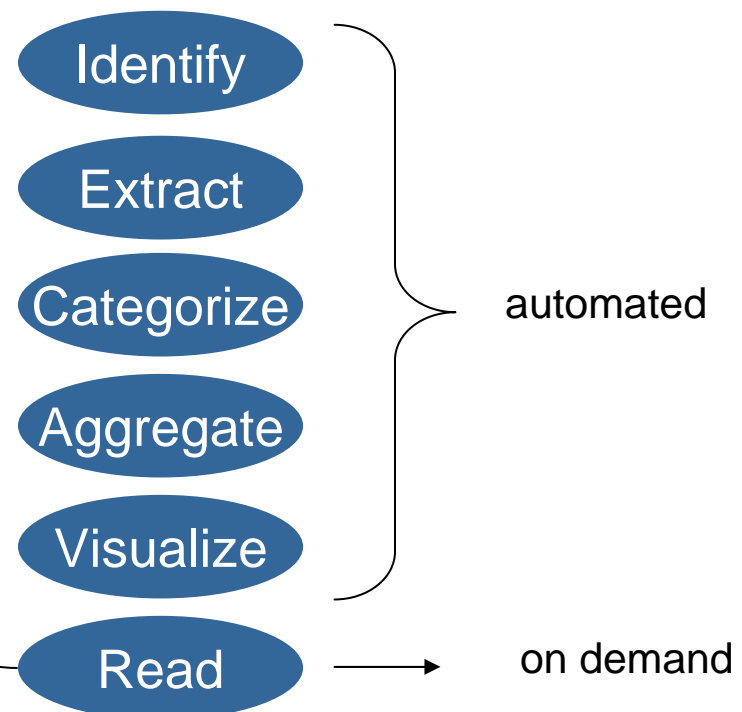 Identify
Extract
Categorize
automated
Aggregate
Visualize
Read
on demand